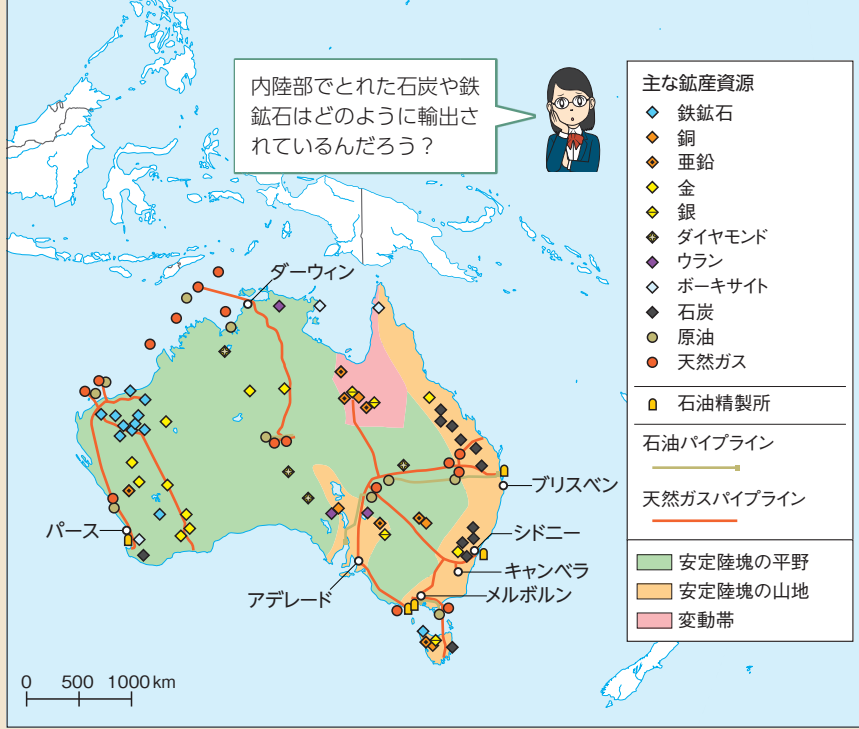 内陸部でとれた石炭や鉄
鉱石はどのように輸出さ
れているんだろう？
主な鉱産資源
鉄鉱石
銅
亜鉛
金
銀
ダイヤモンド
ウラン
ボーキサイト
石炭
原油
天然ガス
石油精製所
石油パイプライン
天然ガスパイプライン
安定陸塊の平野
安定陸塊の山地
変動帯
ダーウィン
ブリスベン
パース
シドニー
キャンベラ
アデレード
メルボルン
0 500 1000km